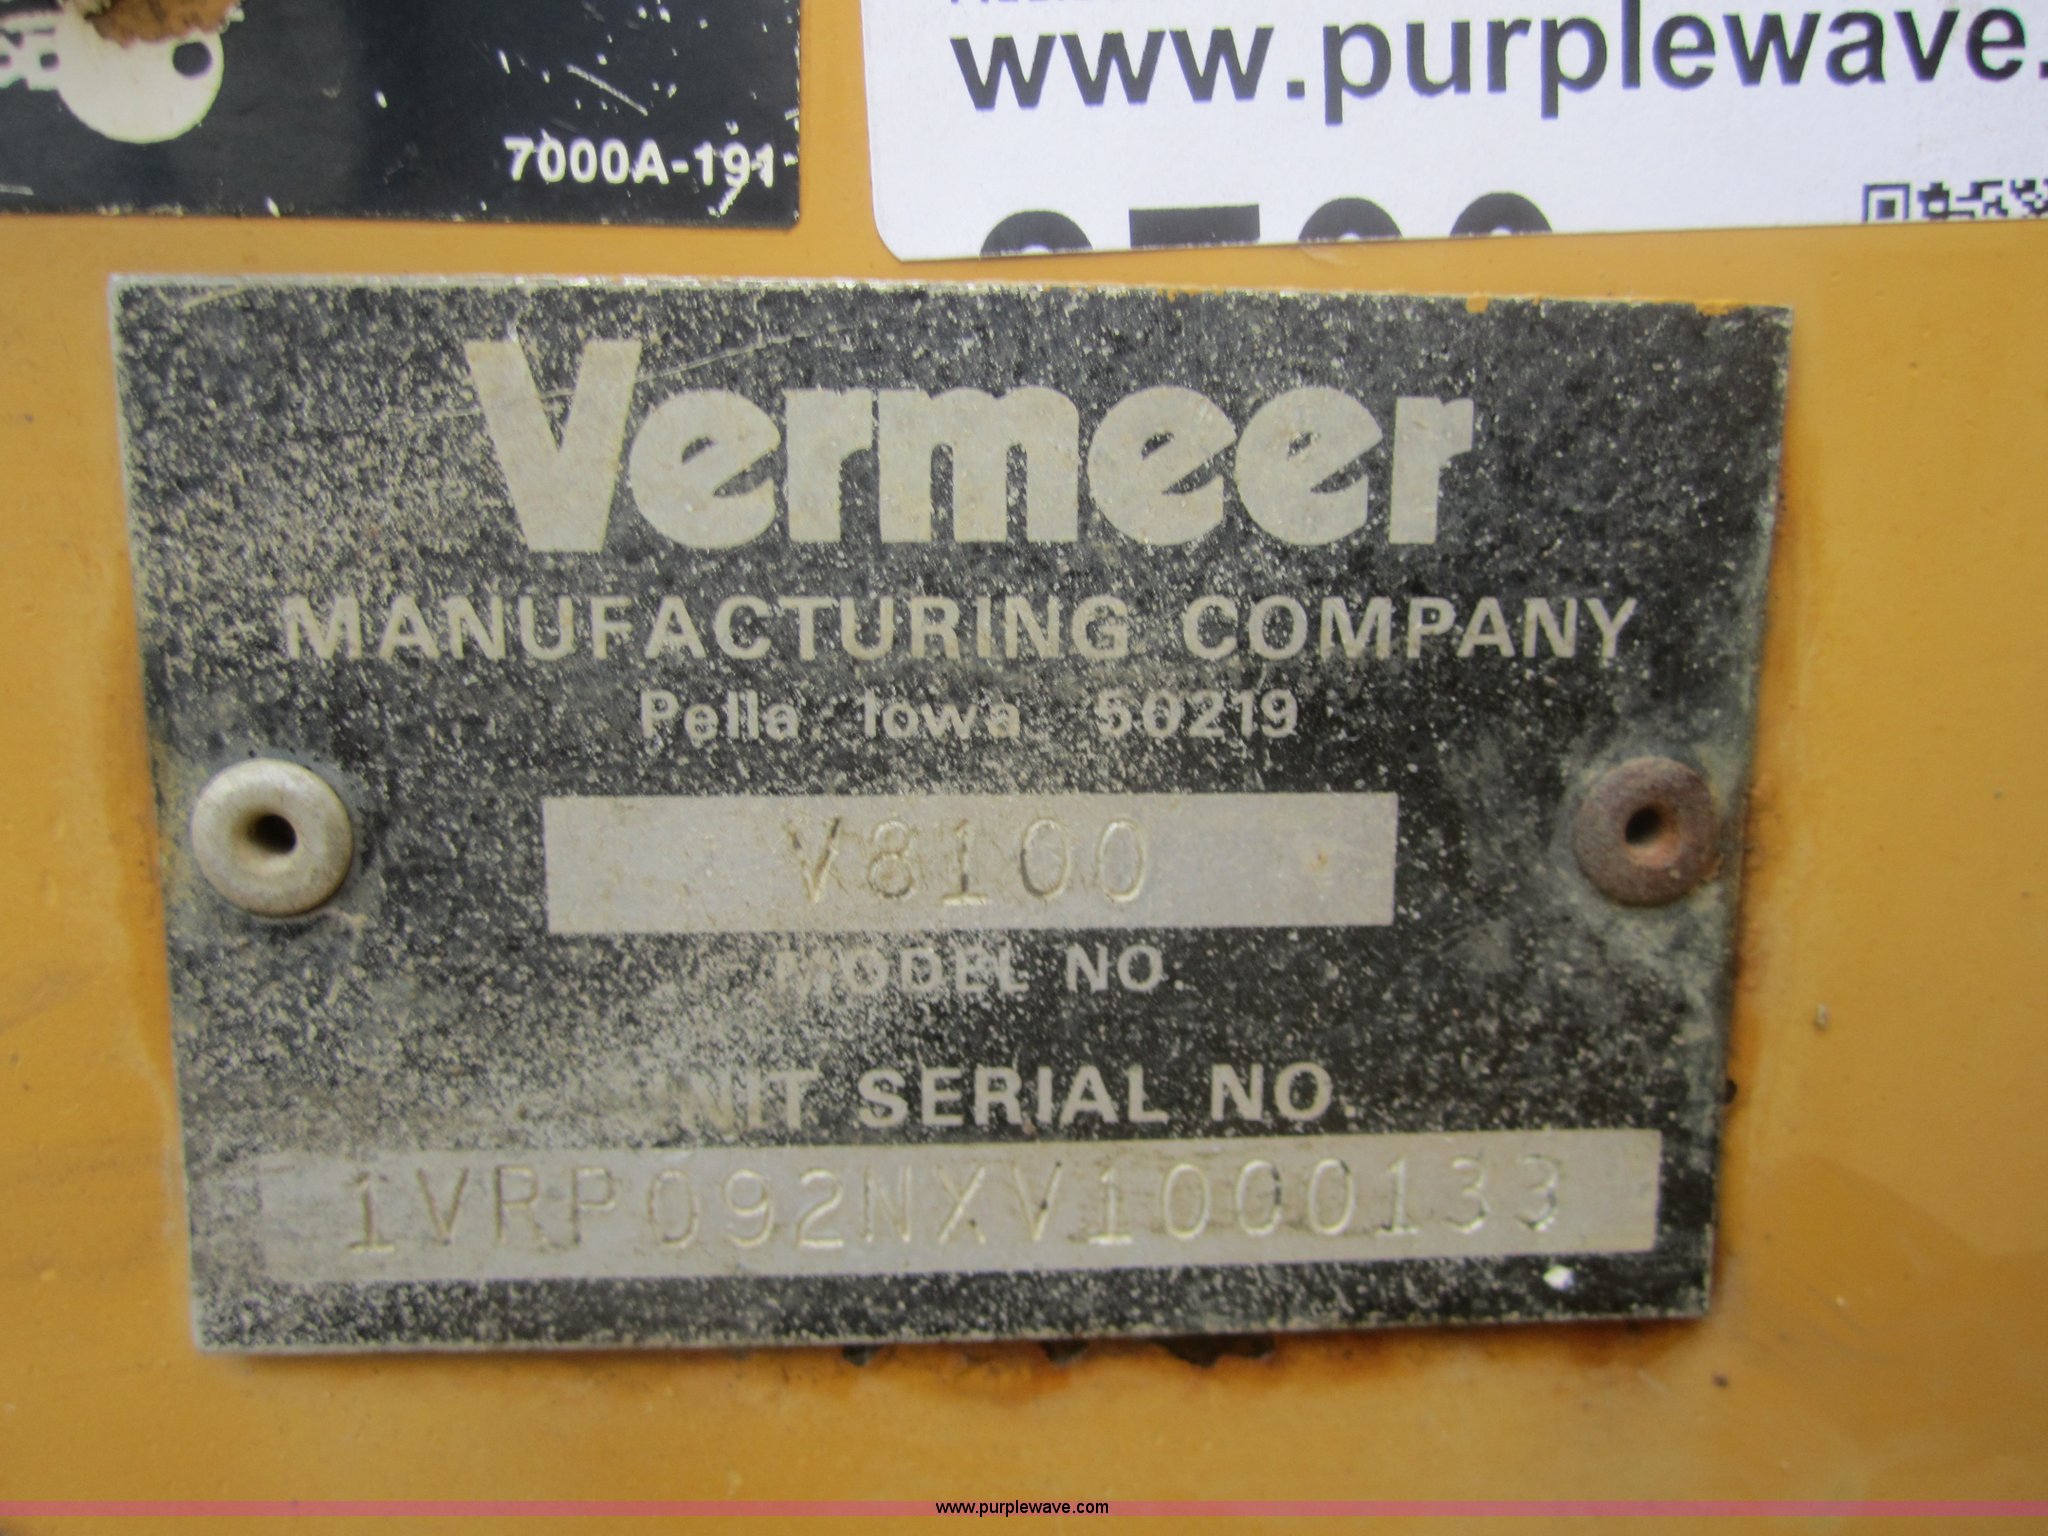 www.purplewave.
7000A-191
Vermeer
MANUFACTURING COMPANY
Pella, Iowa 50219
V8100
MODEL NO.
UNIT SERIAL NO.
1VRP092NXV1000133
www.purplewave.com